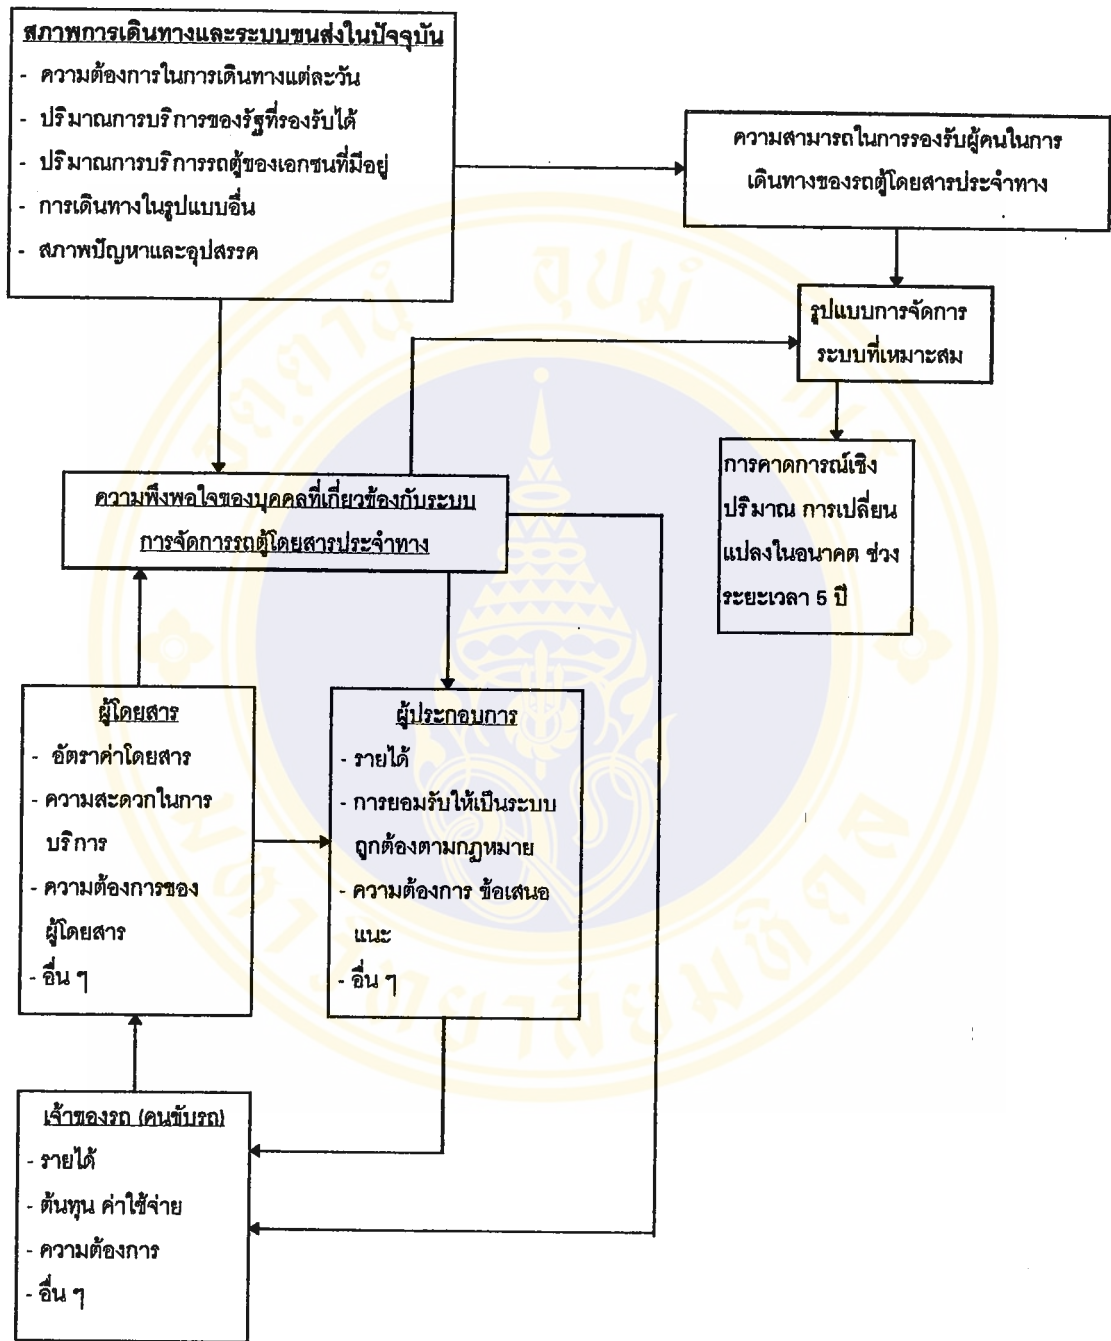 สภาพการเดินทางและระบบขนส่งในปัจจุบัน
- ความต้องการในการเดินทางแต่ละวัน
- ปริมาณการบริการของรัฐที่รองรับได้
- ปริมาณการบริการรถตู้ของเอกชนที่มีอยู่
- การเดินทางในรูปแบบอื่น
- สภาพปัญหาและอุปสรรค
ความสามารถในการรองรับผู้คนในการ
เดินทางของรถตู้โดยสารประจำทาง
รูปแบบการจัดการ
ระบบที่เหมาะสม
การคาดการณ์เชิง
ปริมาณ การเปลี่ยน
แปลงในอนาคต ช่วง
ระยะเวลา 5 ปี
ความพึงพอใจของบุคคลที่เกี่ยวข้องกับระบบ
การจัดการรถตู้โดยสารประจำทาง
ผู้โดยสาร
- อัตราค่าโดยสาร
- ความสะดวกในการ
บริการ
- ความต้องการของ
ผู้โดยสาร
- อื่น ๆ
ผู้ประกอบการ
- รายได้
- การยอมรับให้เป็นระบบ
ถูกต้องตามกฎหมาย
- ความต้องการ ข้อเสนอ
แนะ
- อื่น ๆ
เจ้าของรถ (คนขับรถ)
- รายได้
- ต้นทุน ค่าใช้จ่าย
- ความต้องการ
- อื่น ๆ
อตฺตานํ อุปมํ กเร
มหาวิทยาลัยมหิดล